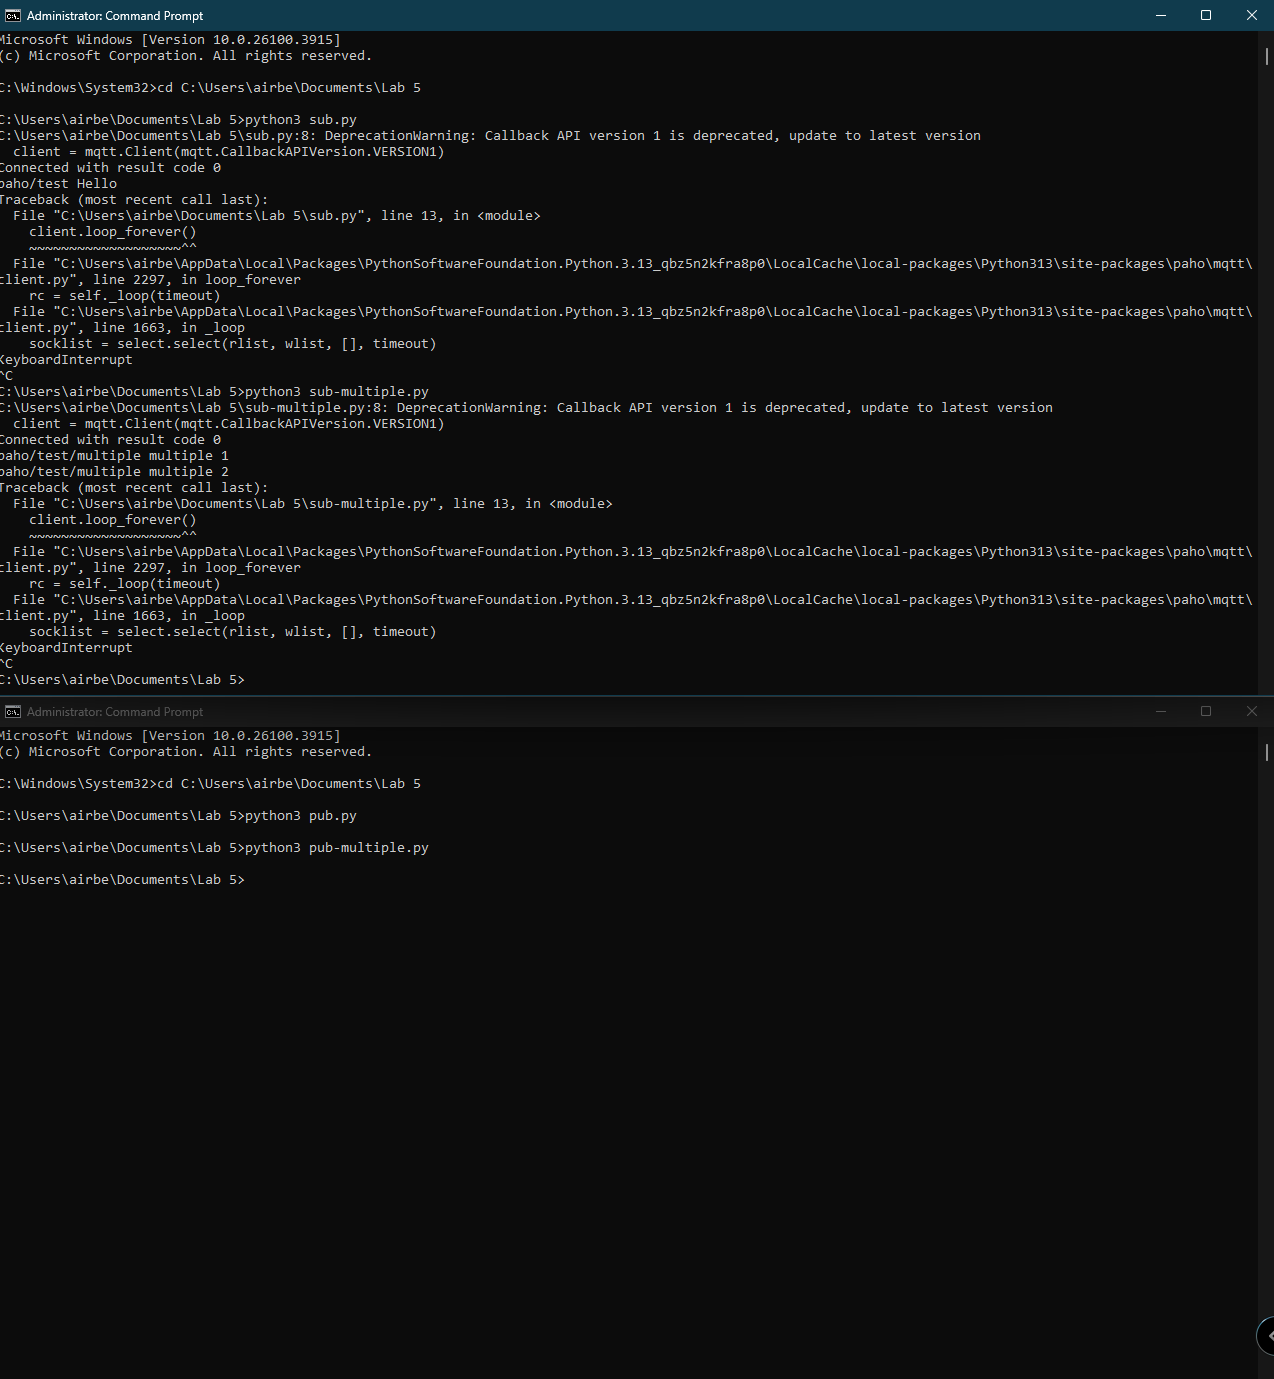 Administrator: Command Prompt
Microsoft Windows [Version 10.0.26100.3915]
(c) Microsoft Corporation. All rights reserved.
C:\Windows\System32>cd C:\Users\airbe\Documents\Lab 5
C:\Users\airbe\Documents\Lab 5>python3 sub.py
C:\Users\airbe\Documents\Lab 5\sub.py:8: DeprecationWarning: Callback API version 1 is deprecated, update to latest version
  client = mqtt.Client(mqtt.CallbackAPIVersion.VERSION1)
Connected with result code 0
paho/test Hello
Traceback (most recent call last):
  File "C:\Users\airbe\Documents\Lab 5\sub.py", line 13, in <module>
    client.loop_forever()
    ~~~~~~~~~~~~~~~~~~~^^
  File "C:\Users\airbe\AppData\Local\Packages\PythonSoftwareFoundation.Python.3.13_qbz5n2kfra8p0\LocalCache\local-packages\Python313\site-packages\paho\mqtt\
client.py", line 2297, in loop_forever
    rc = self._loop(timeout)
  File "C:\Users\airbe\AppData\Local\Packages\PythonSoftwareFoundation.Python.3.13_qbz5n2kfra8p0\LocalCache\local-packages\Python313\site-packages\paho\mqtt\
client.py", line 1663, in _loop
    socklist = select.select(rlist, wlist, [], timeout)
KeyboardInterrupt
^C
C:\Users\airbe\Documents\Lab 5>python3 sub-multiple.py
C:\Users\airbe\Documents\Lab 5\sub-multiple.py:8: DeprecationWarning: Callback API version 1 is deprecated, update to latest version
  client = mqtt.Client(mqtt.CallbackAPIVersion.VERSION1)
Connected with result code 0
paho/test/multiple multiple 1
paho/test/multiple multiple 2
Traceback (most recent call last):
  File "C:\Users\airbe\Documents\Lab 5\sub-multiple.py", line 13, in <module>
    client.loop_forever()
    ~~~~~~~~~~~~~~~~~~~^^
  File "C:\Users\airbe\AppData\Local\Packages\PythonSoftwareFoundation.Python.3.13_qbz5n2kfra8p0\LocalCache\local-packages\Python313\site-packages\paho\mqtt\
client.py", line 2297, in loop_forever
    rc = self._loop(timeout)
  File "C:\Users\airbe\AppData\Local\Packages\PythonSoftwareFoundation.Python.3.13_qbz5n2kfra8p0\LocalCache\local-packages\Python313\site-packages\paho\mqtt\
client.py", line 1663, in _loop
    socklist = select.select(rlist, wlist, [], timeout)
KeyboardInterrupt
^C
C:\Users\airbe\Documents\Lab 5>
Administrator: Command Prompt
Microsoft Windows [Version 10.0.26100.3915]
(c) Microsoft Corporation. All rights reserved.
C:\Windows\System32>cd C:\Users\airbe\Documents\Lab 5
C:\Users\airbe\Documents\Lab 5>python3 pub.py
C:\Users\airbe\Documents\Lab 5>python3 pub-multiple.py
C:\Users\airbe\Documents\Lab 5>